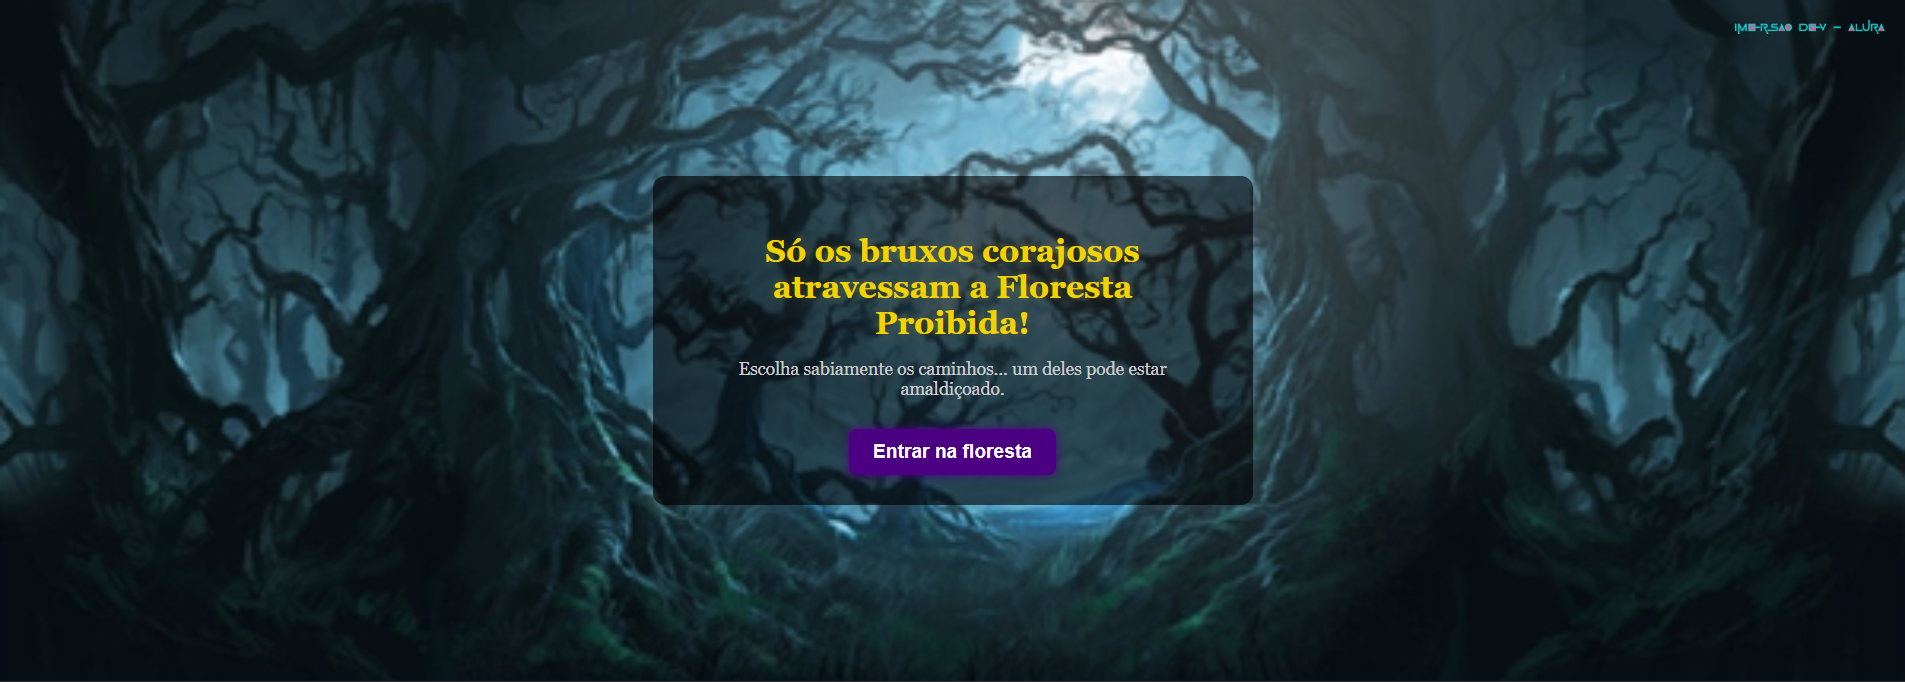 IMERSAO DEV - ALURA
Só os bruxos corajosos
atravessam a Floresta
Proibida!
Escolha sabiamente os caminhos... um deles pode estar
amaldiçoado.
Entrar na floresta